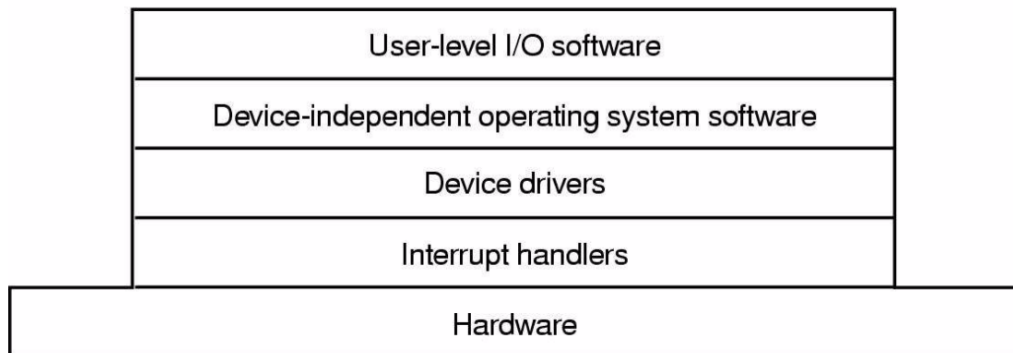 User-level I/O software
Device-independent operating system software
Device drivers
Interrupt handlers
Hardware